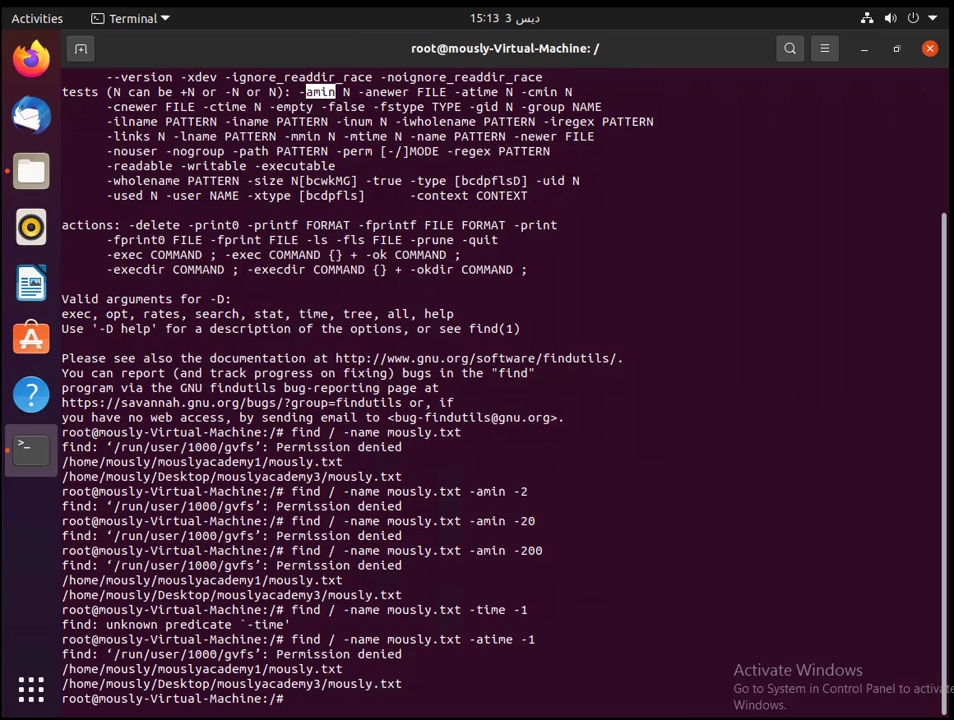 Activities
Terminal
15:13 3 ديس
root@mously-Virtual-Machine: /
--version -xdev -ignore_readdir_race -noignore_readdir_race
tests (N can be +N or -N or N): -amin N -anewer FILE -atime N -cmin N
-cnewer FILE -ctime N -empty -false -fstype TYPE -gid N -group NAME
-ilname PATTERN -iname PATTERN -inum N -iwholename PATTERN -iregex PATTERN
-links N -lname PATTERN -mmin N -mtime N -name PATTERN -newer FILE
-nouser -nogroup -path PATTERN -perm [-/]MODE -regex PATTERN
-readable -writable -executable
-wholename PATTERN -size N[bcwkMG] -true -type [bcdpflsD] -uid N
-used N -user NAME -xtype [bcdpfls] -context CONTEXT
actions: -delete -print0 -printf FORMAT -fprintf FILE FORMAT -print
-fprint0 FILE -fprint FILE -ls -fls FILE -prune -quit
-exec COMMAND ; -exec COMMAND {} + -ok COMMAND ;
-execdir COMMAND ; -execdir COMMAND {} + -okdir COMMAND ;
Valid arguments for -D:
exec, opt, rates, search, stat, time, tree, all, help
Use '-D help' for a description of the options, or see find(1)
Please see also the documentation at http://www.gnu.org/software/findutils/.
You can report (and track progress on fixing) bugs in the "find"
program via the GNU findutils bug-reporting page at
https://savannah.gnu.org/bugs/?group=findutils or, if
you have no web access, by sending email to <bug-findutils@gnu.org>.
root@mously-Virtual-Machine:/# find / -name mously.txt
find: ‘/run/user/1000/gvfs’: Permission denied
/home/mously/mouslyacademy1/mously.txt
/home/mously/Desktop/mouslyacademy3/mously.txt
root@mously-Virtual-Machine:/# find / -name mously.txt -amin -2
find: ‘/run/user/1000/gvfs’: Permission denied
root@mously-Virtual-Machine:/# find / -name mously.txt -amin -20
find: ‘/run/user/1000/gvfs’: Permission denied
root@mously-Virtual-Machine:/# find / -name mously.txt -amin -200
find: ‘/run/user/1000/gvfs’: Permission denied
/home/mously/mouslyacademy1/mously.txt
/home/mously/Desktop/mouslyacademy3/mously.txt
root@mously-Virtual-Machine:/# find / -name mously.txt -time -1
find: unknown predicate `-time'
root@mously-Virtual-Machine:/# find / -name mously.txt -atime -1
find: ‘/run/user/1000/gvfs’: Permission denied
/home/mously/mouslyacademy1/mously.txt
/home/mously/Desktop/mouslyacademy3/mously.txt
root@mously-Virtual-Machine:/#
Activate Windows
Go to System in Control Panel to activate
Windows.